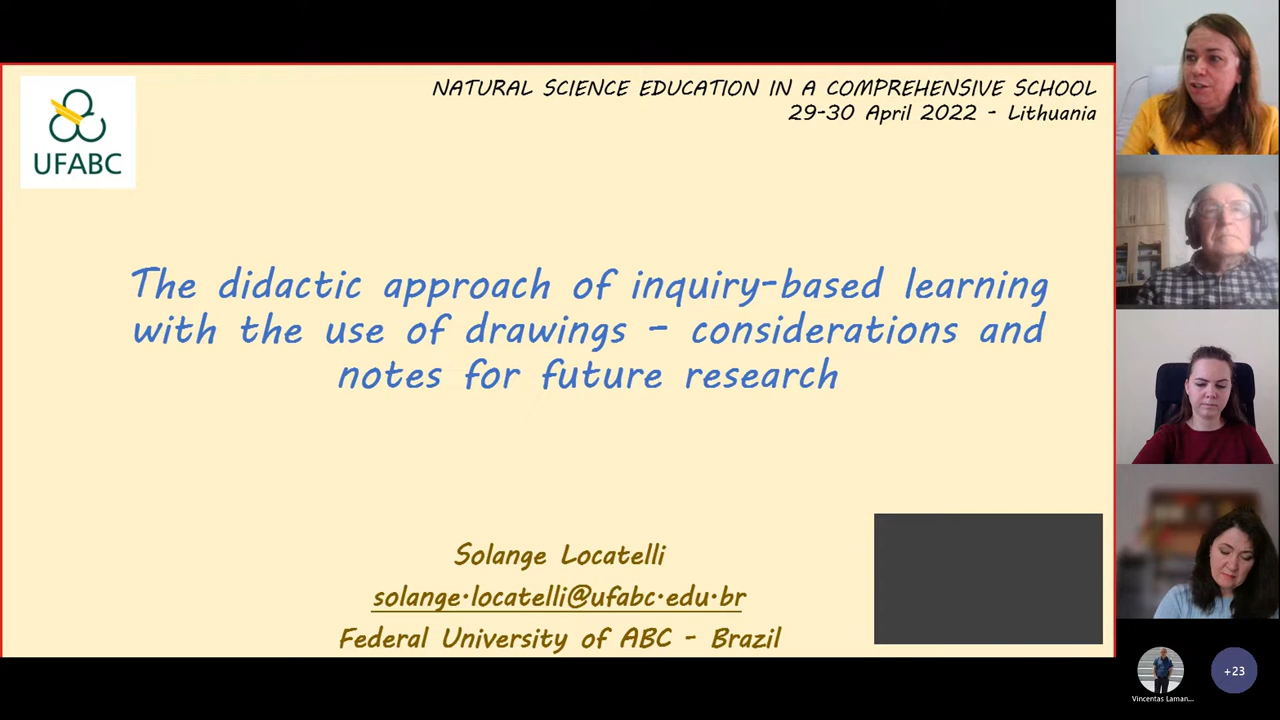 UFABC
NATURAL SCIENCE EDUCATION IN A COMPREHENSIVE SCHOOL
29-30 April 2022 - Lithuania
The didactic approach of inquiry-based learning
with the use of drawings – considerations and
notes for future research
Solange Locatelli
solange.locatelli@ufabc.edu.br
Federal University of ABC - Brazil
+23
Vincentas Laman...